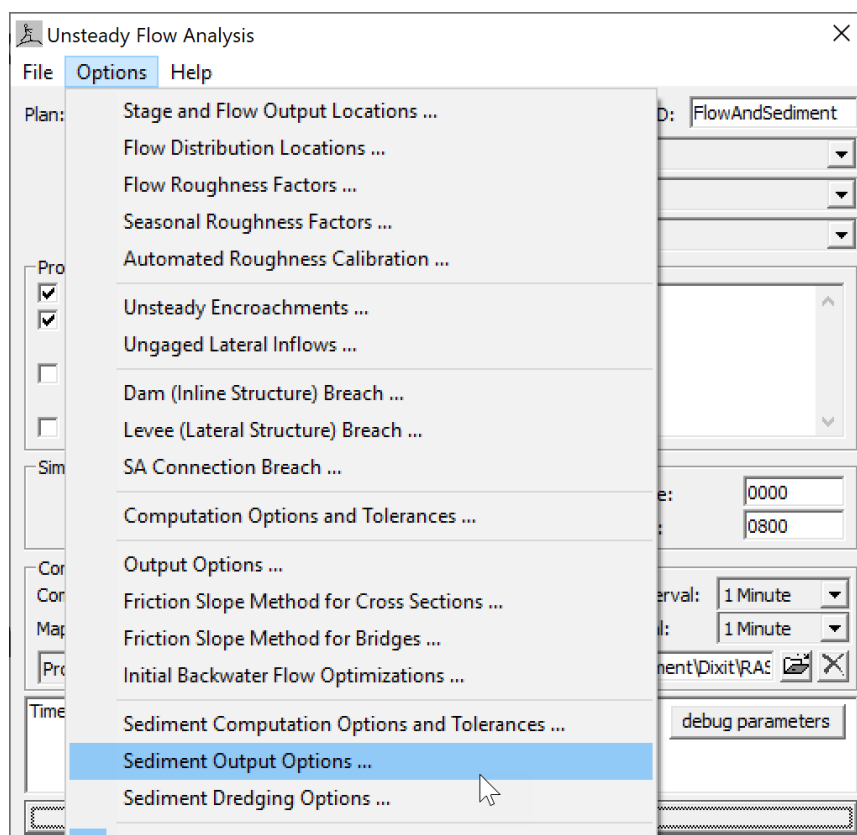 Unsteady Flow Analysis
File Options Help
Plan: D: FlowAndSediment
Stage and Flow Output Locations ...
Flow Distribution Locations ...
Flow Roughness Factors ...
Seasonal Roughness Factors ...
Automated Roughness Calibration ...
Pro
Unsteady Encroachments ...
Ungaged Lateral Inflows ...
Dam (Inline Structure) Breach ...
Levee (Lateral Structure) Breach ...
SA Connection Breach ...
Sim
e: 0000
Computation Options and Tolerances ...
: 0800
Output Options ...
Cor
Cor erval: 1 Minute
Friction Slope Method for Cross Sections ...
Map l: 1 Minute
Friction Slope Method for Bridges ...
Pro ment\Dixit\RAS
Initial Backwater Flow Optimizations ...
Time
Sediment Computation Options and Tolerances ...
debug parameters
Sediment Output Options ...
Sediment Dredging Options ...